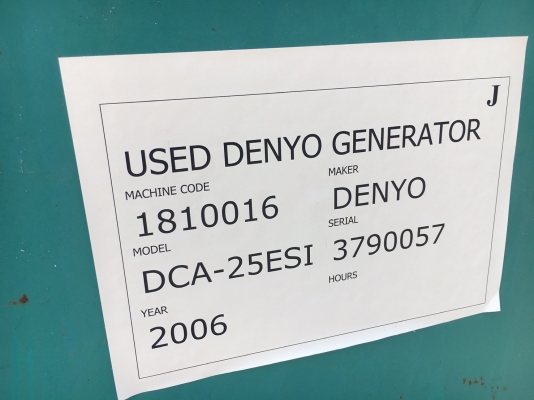 J
USED DENYO GENERATOR
MACHINE CODE
1810016
MAKER
DENYO
MODEL
DCA-25ESI
SERIAL
3790057
YEAR
2006
HOURS